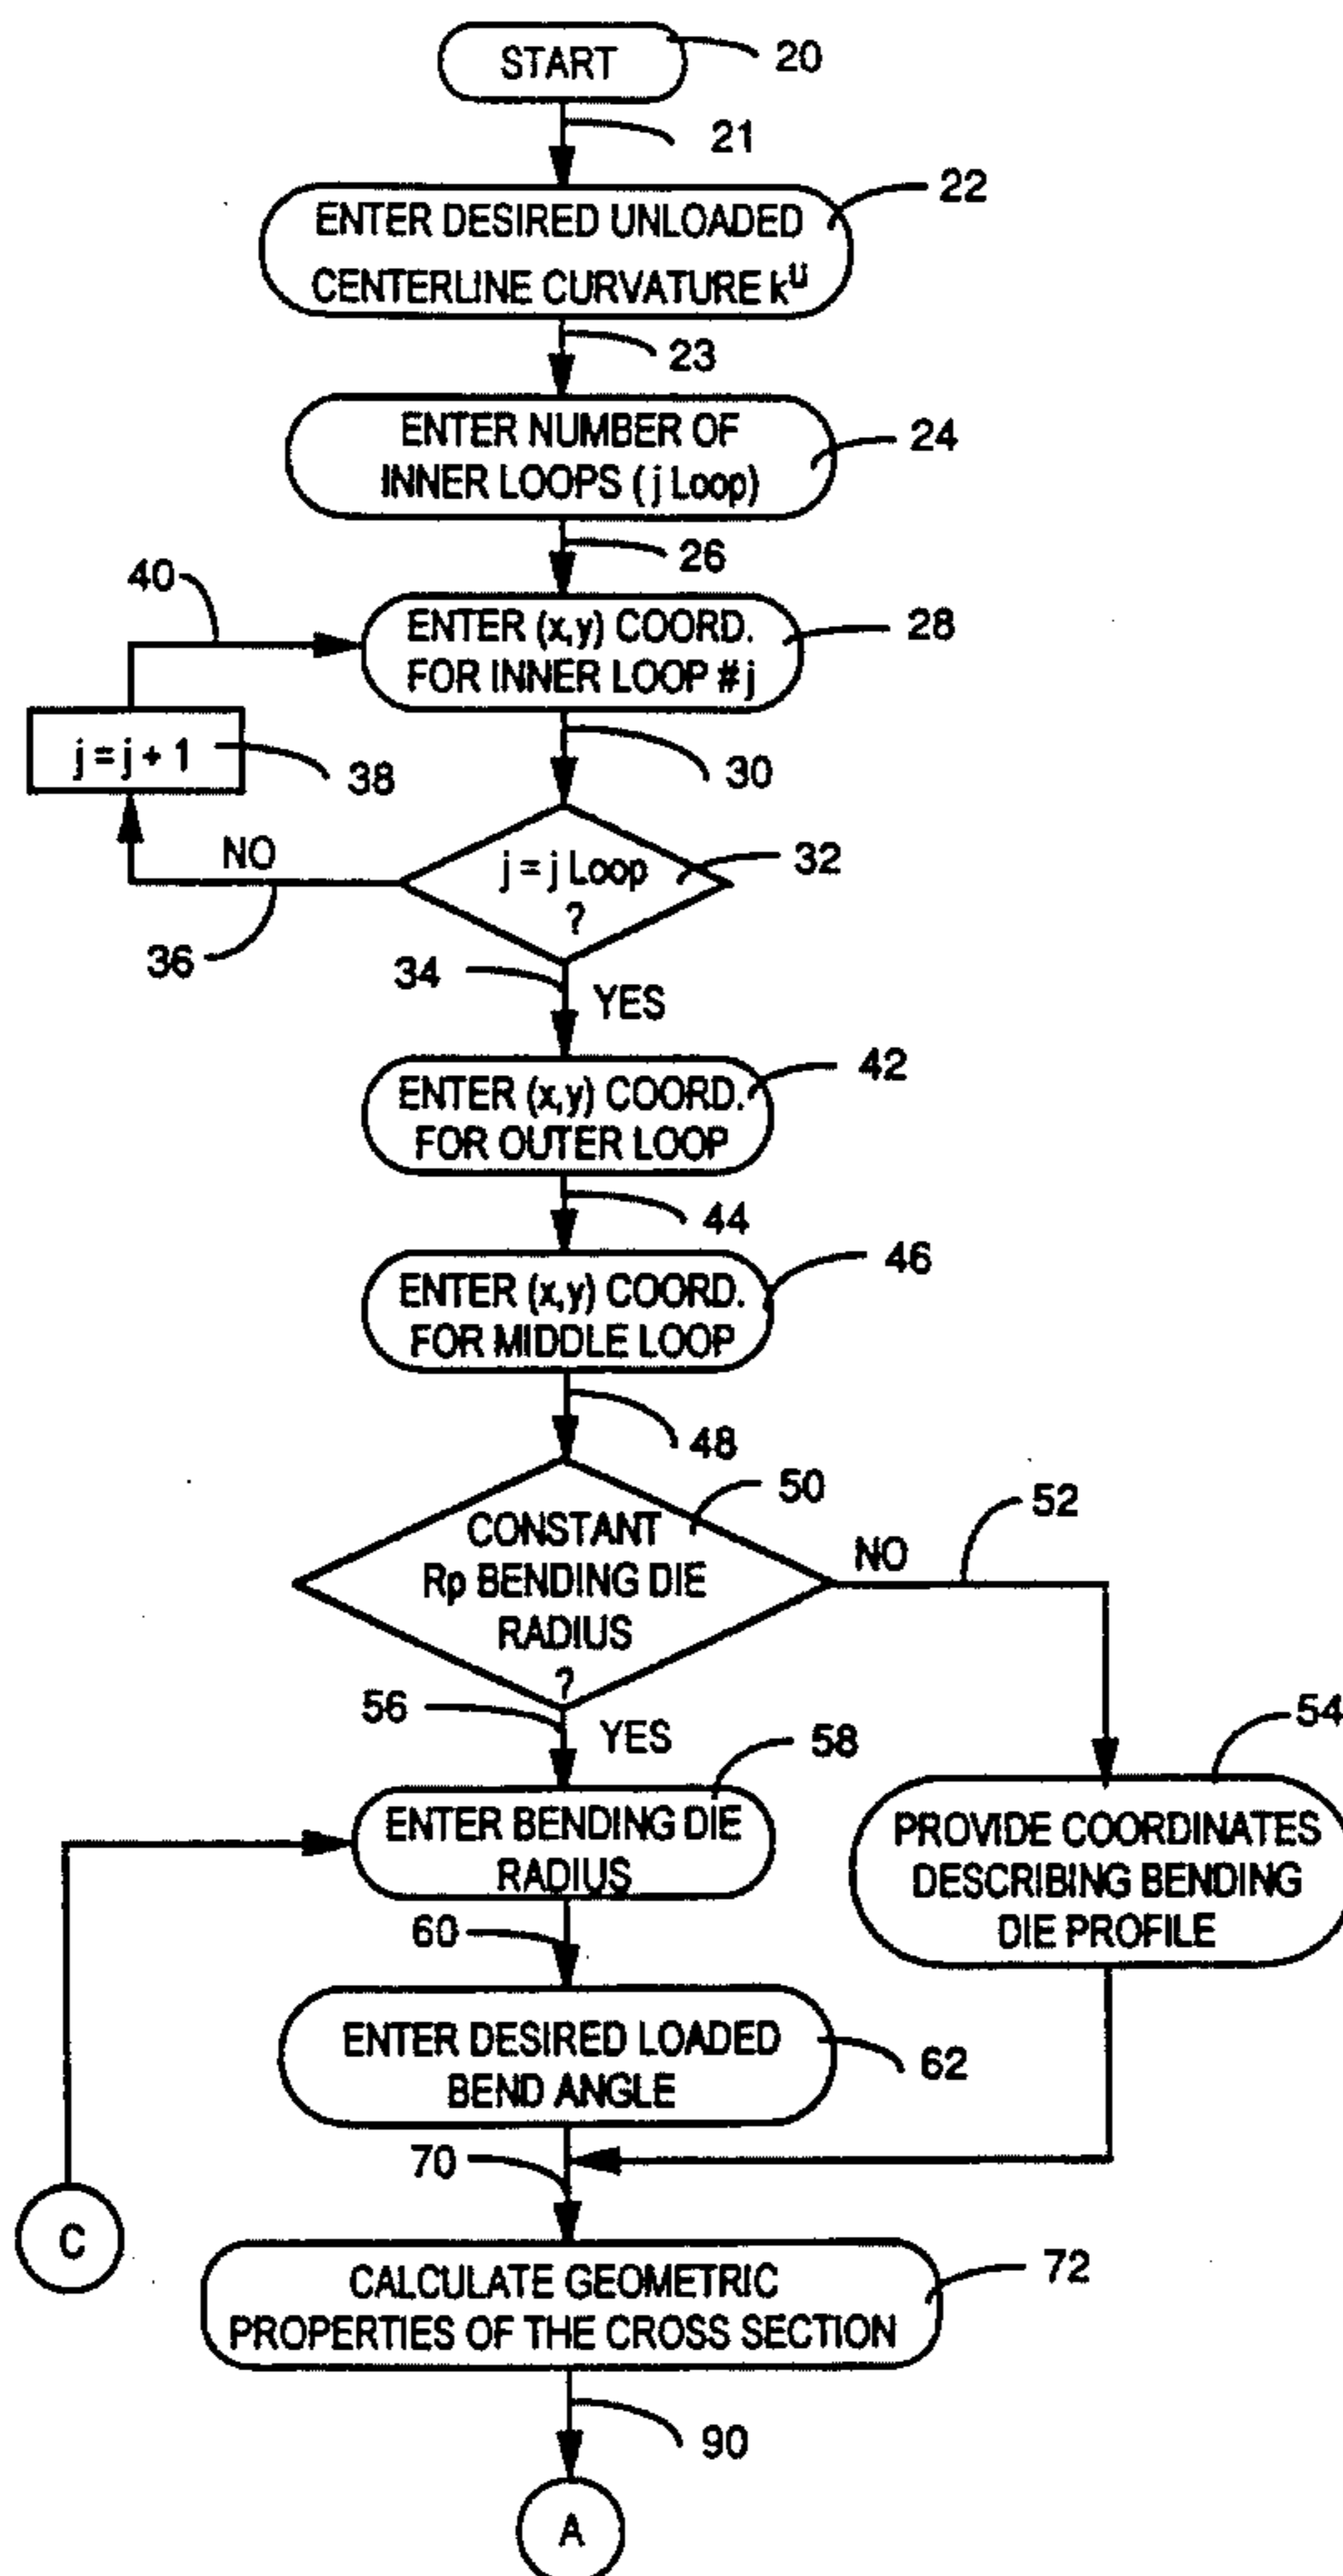 START
20
21
ENTER DESIRED UNLOADED
CENTERLINE CURVATURE k^u
22
23
ENTER NUMBER OF
INNER LOOPS ( j Loop)
24
26
40
ENTER (x,y) COORD.
FOR INNER LOOP # j
28
j = j + 1
38
30
NO
36
j = j Loop
?
32
34
YES
ENTER (x,y) COORD.
FOR OUTER LOOP
42
44
ENTER (x,y) COORD.
FOR MIDDLE LOOP
46
48
CONSTANT
Rp BENDING DIE
RADIUS
?
50
NO
52
56
YES
58
54
ENTER BENDING DIE
RADIUS
PROVIDE COORDINATES
DESCRIBING BENDING
DIE PROFILE
60
ENTER DESIRED LOADED
BEND ANGLE
62
70
C
CALCULATE GEOMETRIC
PROPERTIES OF THE CROSS SECTION
72
90
A